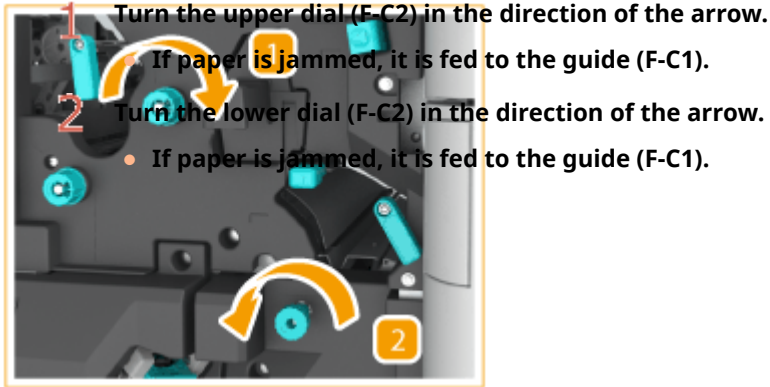 1 Turn the upper dial (F-C2) in the direction of the arrow.
• If paper is jammed, it is fed to the guide (F-C1).
2 Turn the lower dial (F-C2) in the direction of the arrow.
• If paper is jammed, it is fed to the guide (F-C1).
1
2